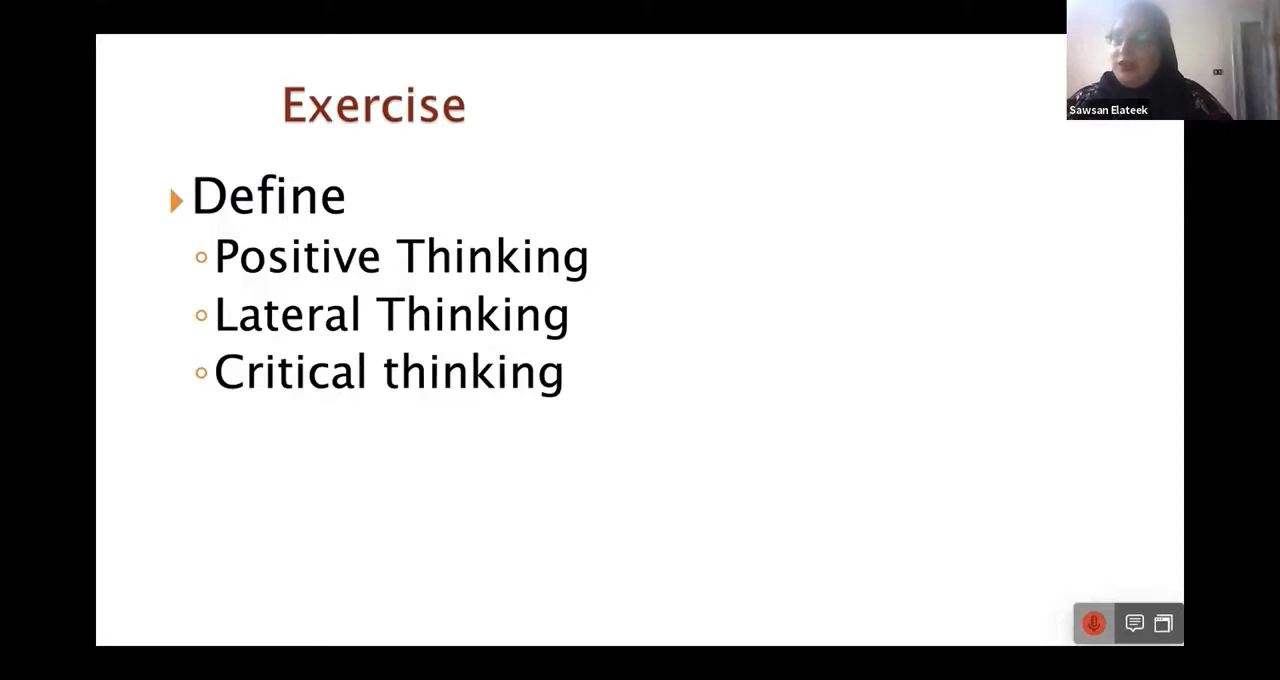 Exercise
Define
Positive Thinking
Lateral Thinking
Critical thinking
Sawsan Elateek